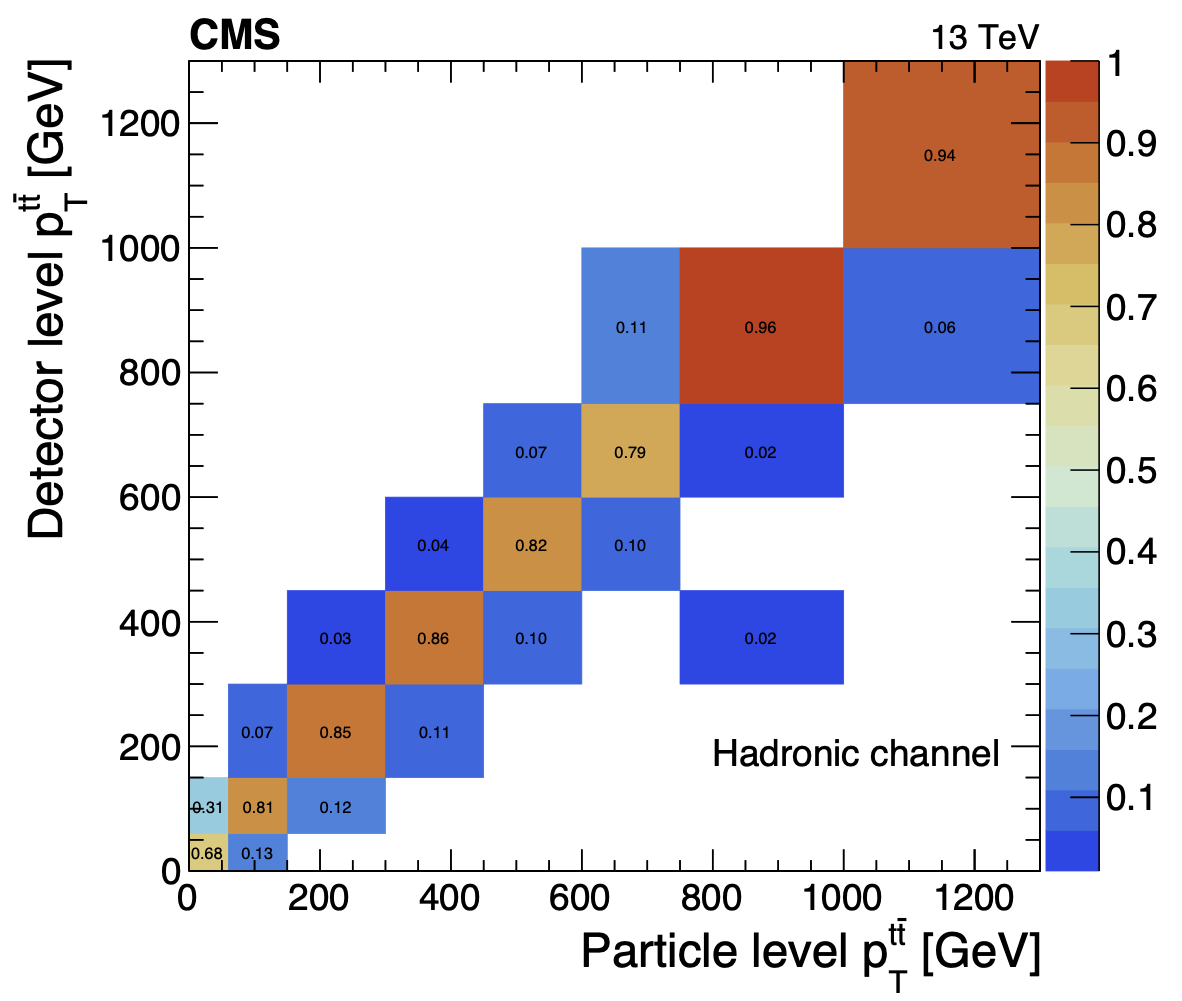 CMS 13 TeV
Detector level p_T^{tt̄} [GeV]
1200
1000
800
600
400
200
0
0.94
0.11 0.96 0.06
0.07 0.79 0.02
0.04 0.82 0.10
0.03 0.86 0.10 0.02
0.07 0.85 0.11
0.31 0.81 0.12
0.68 0.13
Hadronic channel
1
0.9
0.8
0.7
0.6
0.5
0.4
0.3
0.2
0.1
0 200 400 600 800 1000 1200
Particle level p_T^{tt̄} [GeV]